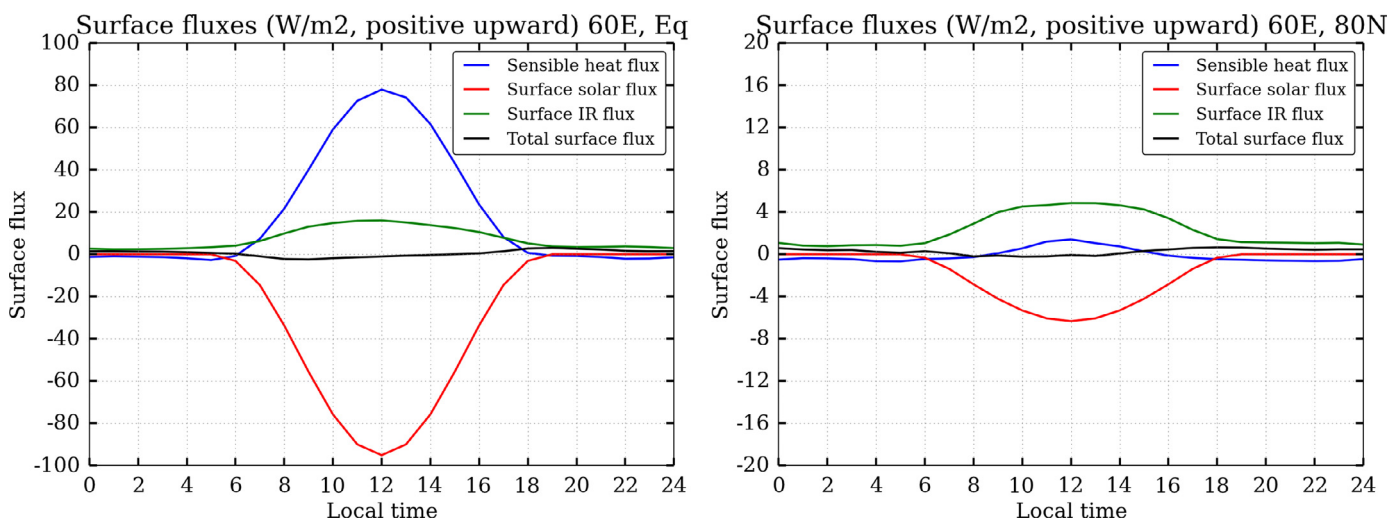 Surface fluxes (W/m2, positive upward) 60E, Eq
100
80
60
40
20
0
-20
-40
-60
-80
-100
Surface flux
Sensible heat flux
Surface solar flux
Surface IR flux
Total surface flux
0 2 4 6 8 10 12 14 16 18 20 22 24
Local time
Surface fluxes (W/m2, positive upward) 60E, 80N
20
16
12
8
4
0
-4
-8
-12
-16
-20
Surface flux
Sensible heat flux
Surface solar flux
Surface IR flux
Total surface flux
0 2 4 6 8 10 12 14 16 18 20 22 24
Local time